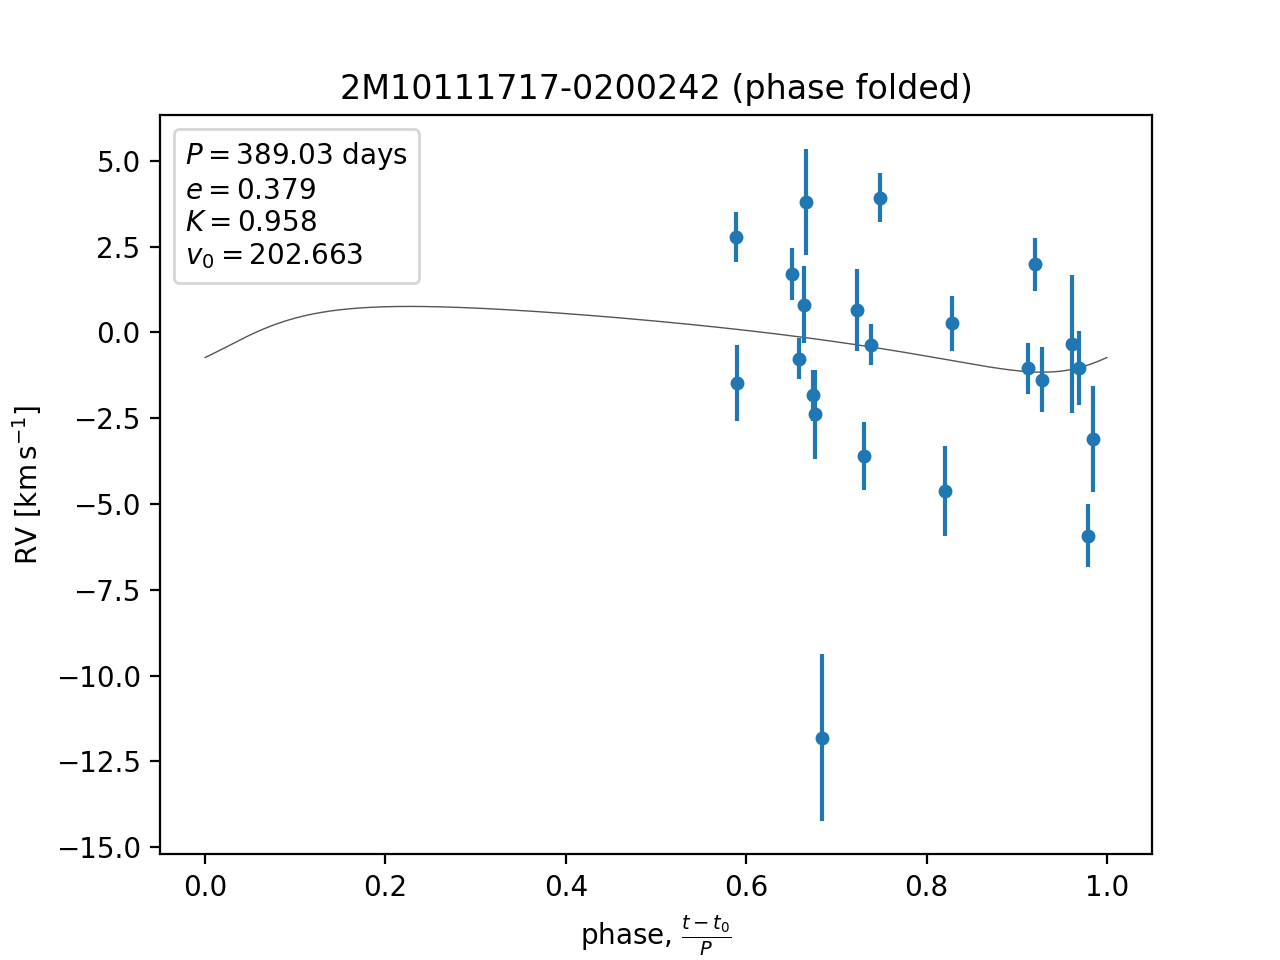 2M10111717-0200242 (phase folded)
P = 389.03 days
e = 0.379
K = 0.958
v₀ = 202.663
5.0
2.5
0.0
−2.5
−5.0
−7.5
−10.0
−12.5
−15.0
RV [km s⁻¹]
0.0 0.2 0.4 0.6 0.8 1.0
phase, (t − t₀)/P